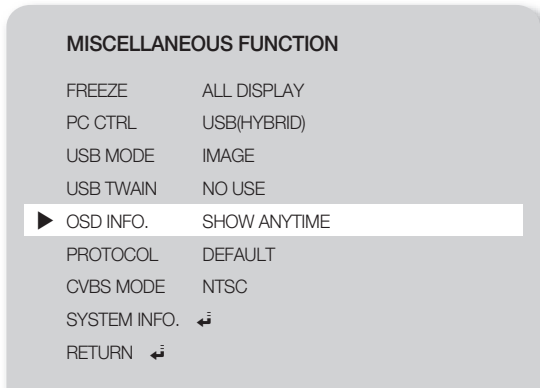 MISCELLANEOUS FUNCTION
FREEZE ALL DISPLAY
PC CTRL USB(HYBRID)
USB MODE IMAGE
USB TWAIN NO USE
OSD INFO. SHOW ANYTIME
PROTOCOL DEFAULT
CVBS MODE NTSC
SYSTEM INFO.
RETURN